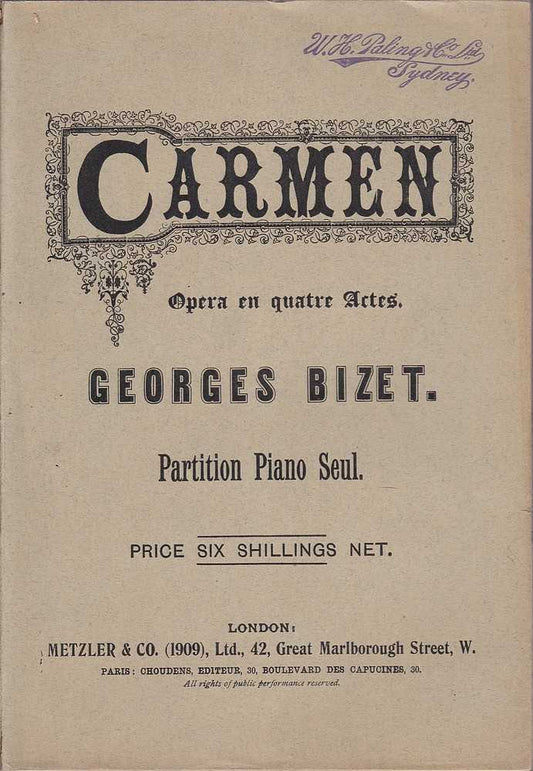 W. H. Paling & Co. Ltd
Sydney.
CARMEN
Opera en quatre Actes.
GEORGES BIZET.
Partition Piano Seul.
PRICE SIX SHILLINGS NET.
LONDON:
METZLER & CO. (1909), Ltd., 42, Great Marlborough Street, W.
PARIS: CHOUDENS, EDITEUR, 30, BOULEVARD DES CAPUCINES, 30.
All rights of public performance reserved.